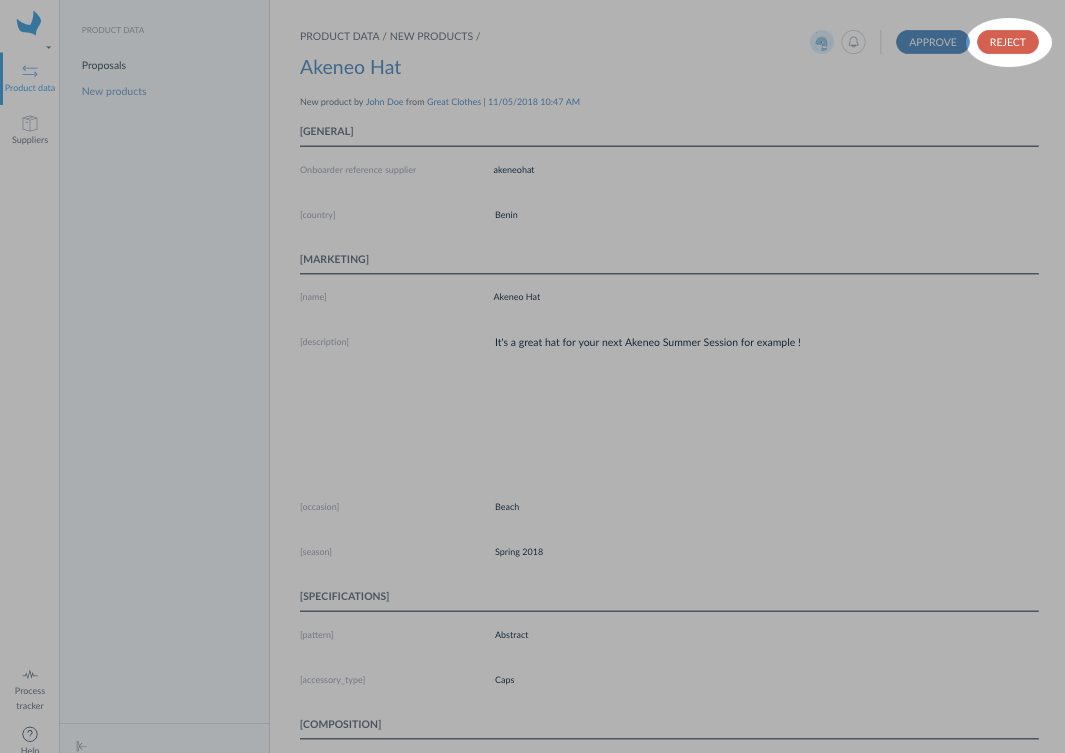 Product data
Suppliers
Process
tracker
Help
PRODUCT DATA
Proposals
New products
PRODUCT DATA / NEW PRODUCTS /
Akeneo Hat
APPROVE
REJECT
New product by John Doe from Great Clothes | 11/05/2018 10:47 AM
[GENERAL]
Onboarder reference supplier akeneohat
[country] Benin
[MARKETING]
[name] Akeneo Hat
[description] It's a great hat for your next Akeneo Summer Session for example !
[occasion] Beach
[season] Spring 2018
[SPECIFICATIONS]
[pattern] Abstract
[accessory_type] Caps
[COMPOSITION]